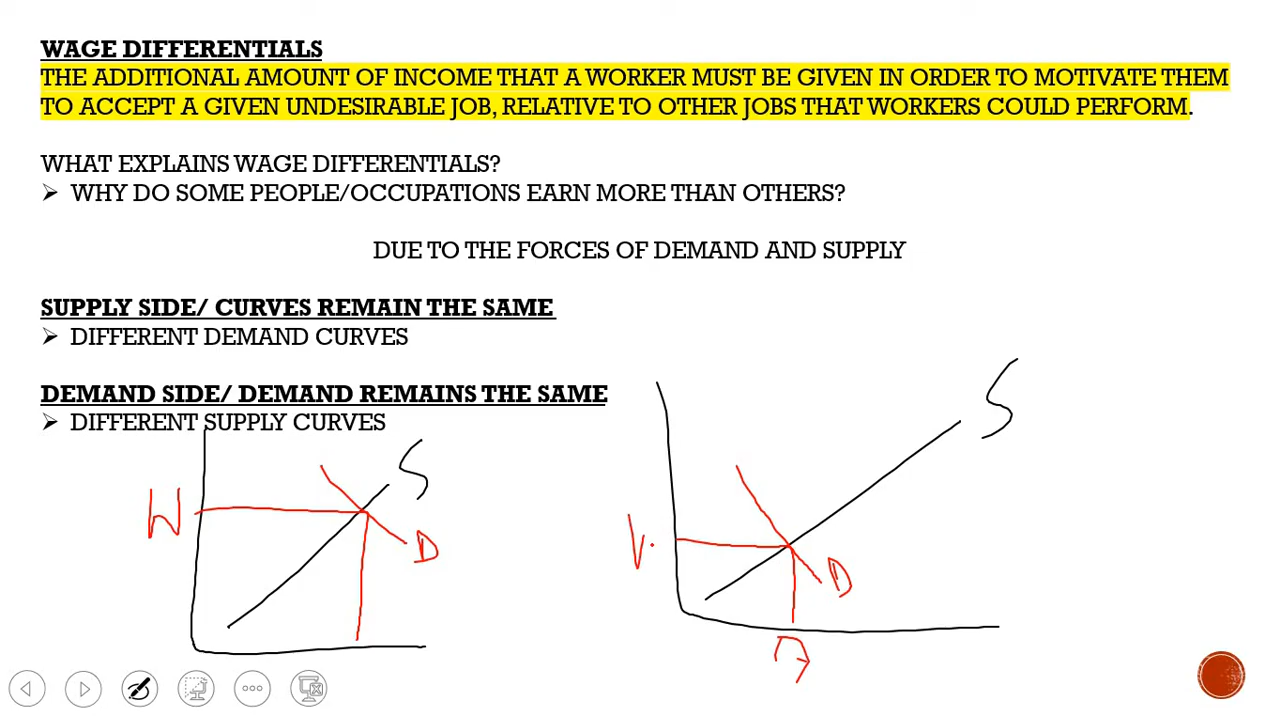 WAGE DIFFERENTIALS
THE ADDITIONAL AMOUNT OF INCOME THAT A WORKER MUST BE GIVEN IN ORDER TO MOTIVATE THEM
TO ACCEPT A GIVEN UNDESIRABLE JOB, RELATIVE TO OTHER JOBS THAT WORKERS COULD PERFORM.
WHAT EXPLAINS WAGE DIFFERENTIALS?
➢ WHY DO SOME PEOPLE/OCCUPATIONS EARN MORE THAN OTHERS?
DUE TO THE FORCES OF DEMAND AND SUPPLY
SUPPLY SIDE/ CURVES REMAIN THE SAME
➢ DIFFERENT DEMAND CURVES
DEMAND SIDE/ DEMAND REMAINS THE SAME
➢ DIFFERENT SUPPLY CURVES
S
W
D
S
D